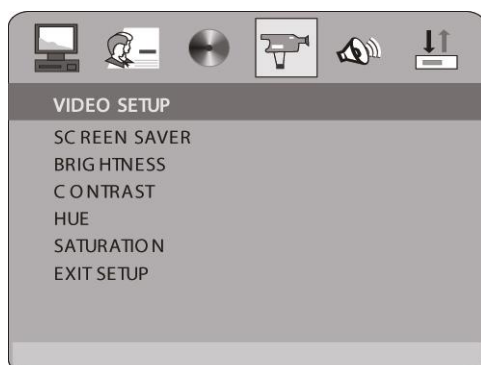 VIDEO SETUP
SCREEN SAVER
BRIGHTNESS
CONTRAST
HUE
SATURATION
EXIT SETUP